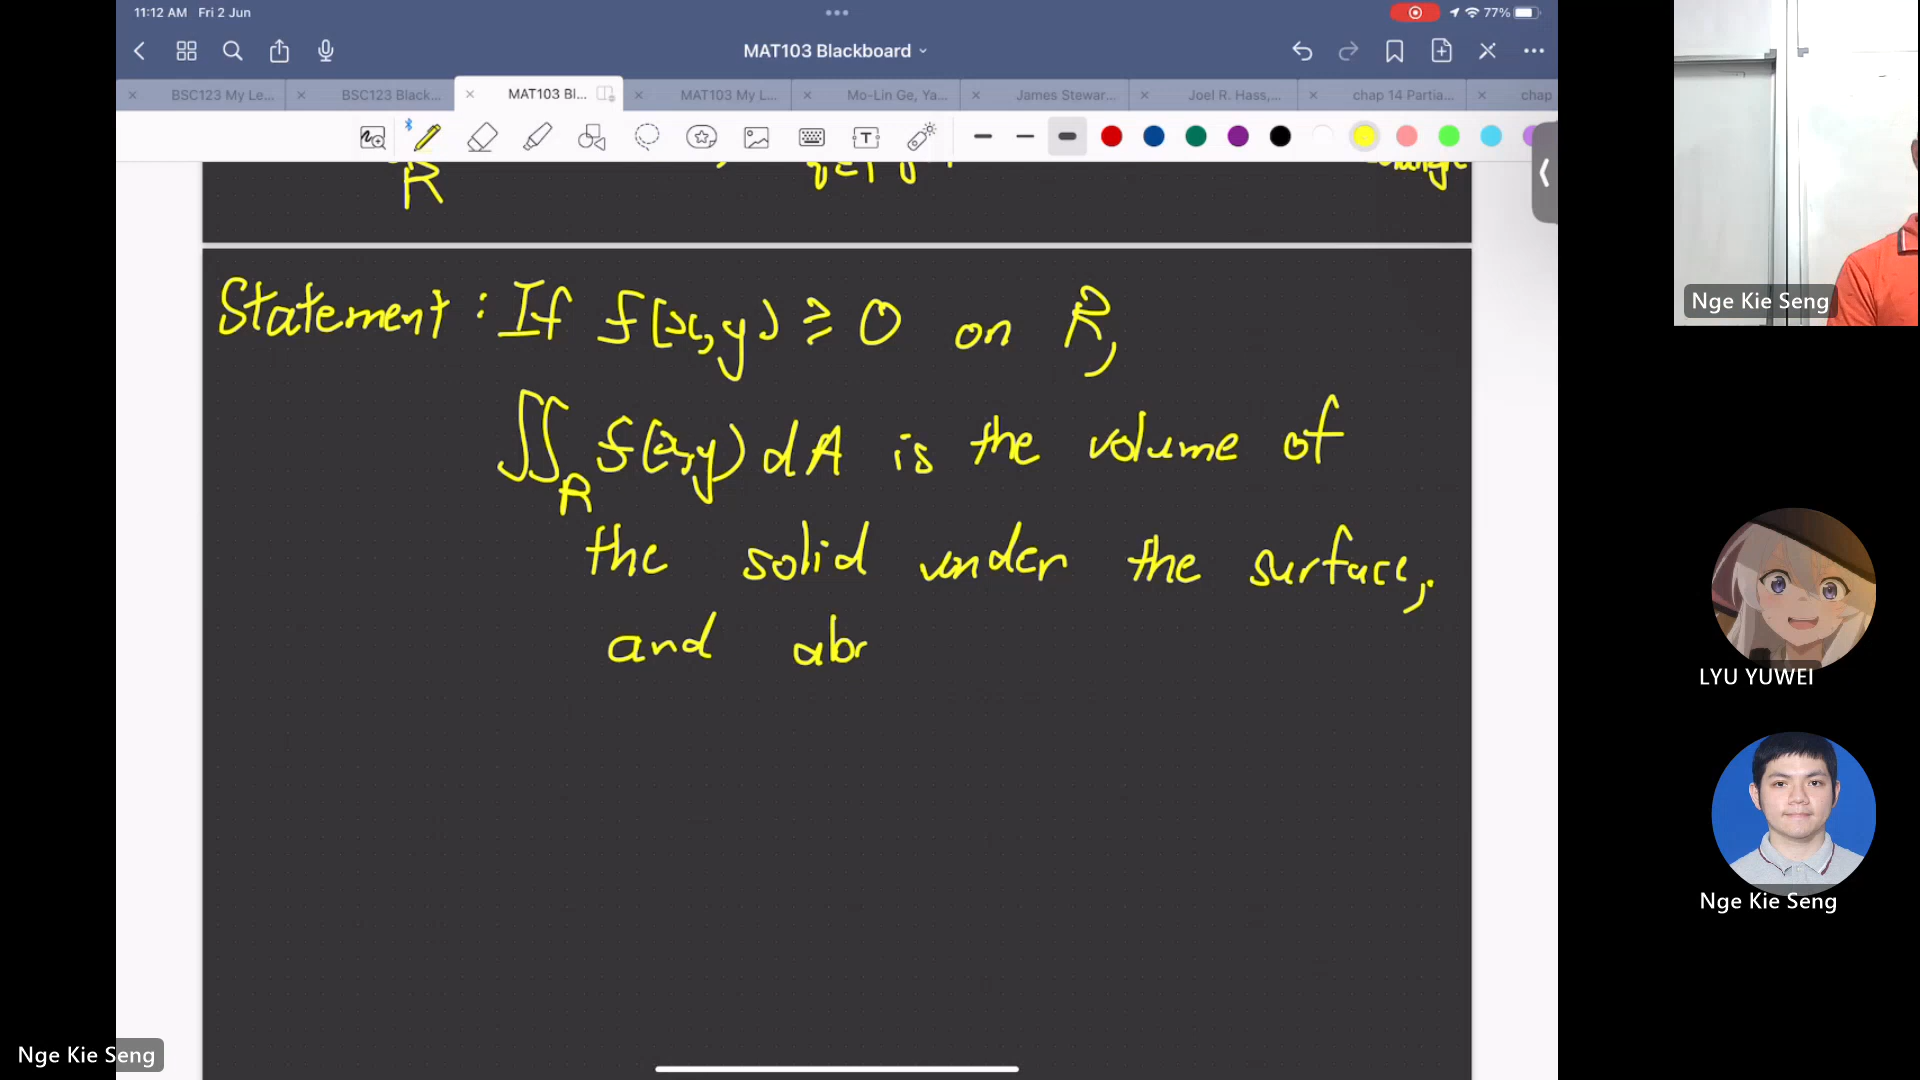 11:12 AM Fri 2 Jun
77%
MAT103 Blackboard
BSC123 My Le...
BSC123 Black...
MAT103 Bl...
MAT103 My L...
Mo-Lin Ge, Ya...
James Stewar...
Joel R. Hass,...
chap 14 Partia...
chap
R
Statement : If f(x,y) ≥ 0 on R,
∬_R f(x,y) dA is the volume of
the solid under the surface,
and abr
Nge Kie Seng
LYU YUWEI
Nge Kie Seng
Nge Kie Seng